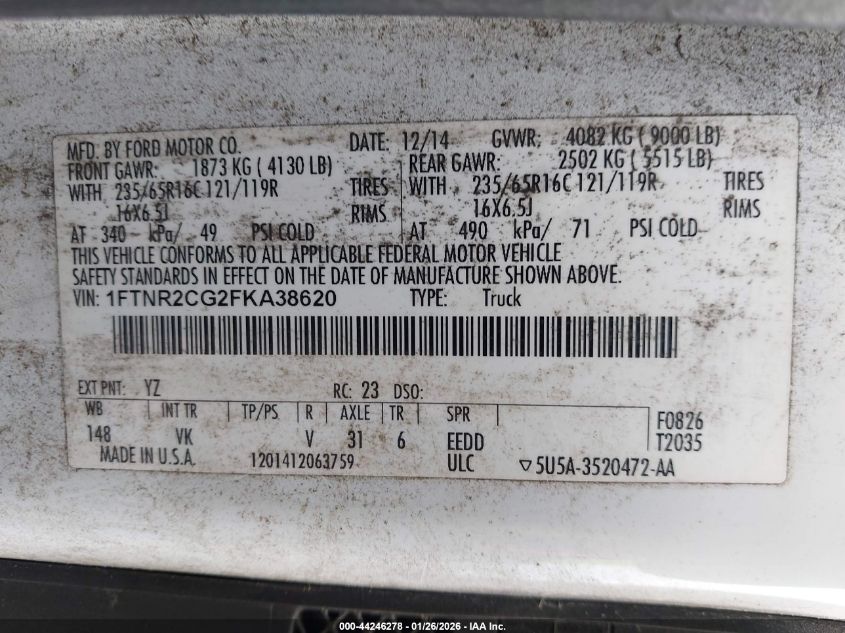 MFD. BY FORD MOTOR CO. DATE: 12/14 GVWR: 4082 KG ( 9000 LB)
FRONT GAWR: 1873 KG ( 4130 LB) REAR GAWR: 2502 KG ( 5515 LB)
WITH 235/65R16C 121/119R TIRES WITH 235/65R16C 121/119R TIRES
16X6.5J RIMS 16X6.5J RIMS
AT 340 kPa/ 49 PSI COLD AT 490 kPa/ 71 PSI COLD
THIS VEHICLE CONFORMS TO ALL APPLICABLE FEDERAL MOTOR VEHICLE
SAFETY STANDARDS IN EFFECT ON THE DATE OF MANUFACTURE SHOWN ABOVE.
VIN: 1FTNR2CG2FKA38620 TYPE: Truck
EXT PNT: YZ RC: 23 DSO:
WB INT TR TP/PS R AXLE TR SPR F0826
148 VK V 31 6 EEDD T2035
MADE IN U.S.A. 1201412063759 ULC ▽5U5A-3520472-AA
000-44246278 - 01/26/2026 - IAA Inc.